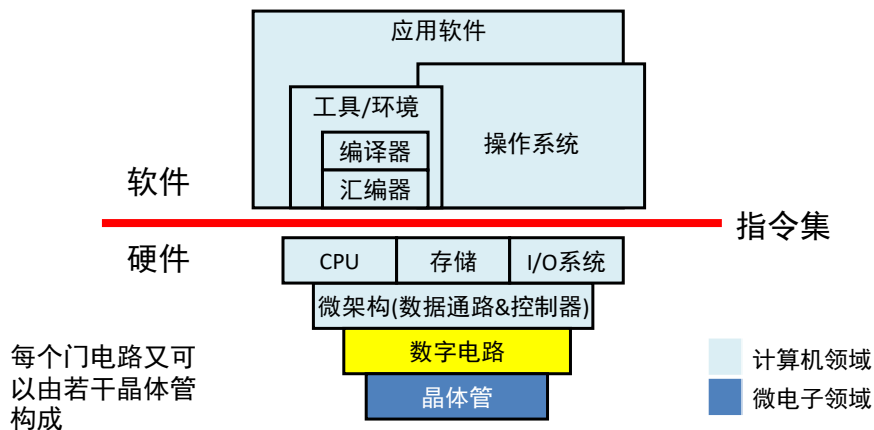 应用软件
工具/环境
操作系统
编译器
汇编器
软件
指令集
硬件
CPU
存储
I/O系统
微架构(数据通路&控制器)
数字电路
晶体管
每个门电路又可
以由若干晶体管
构成
计算机领域
微电子领域